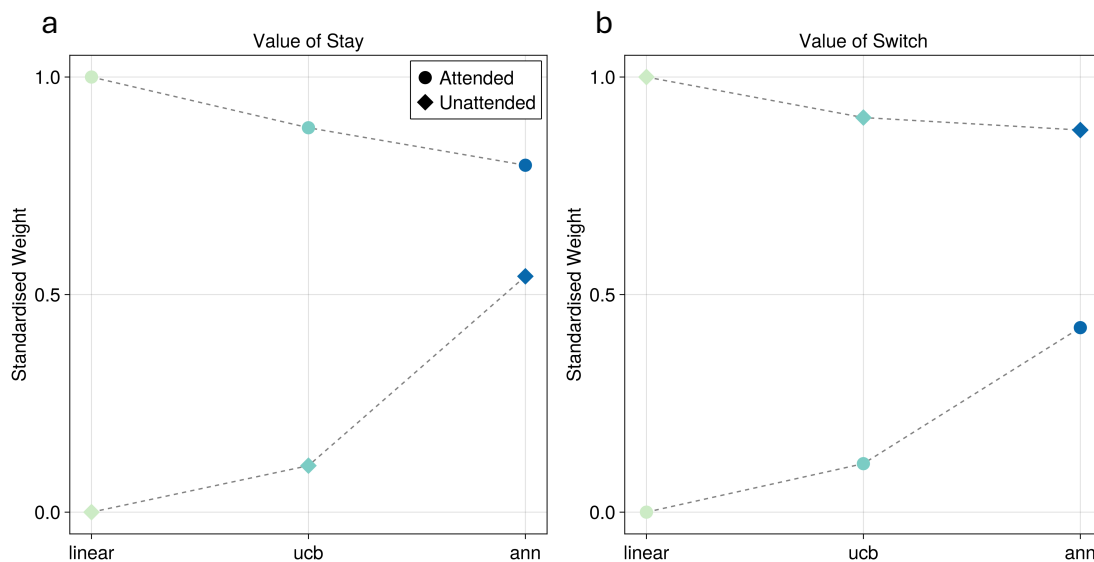 a
Value of Stay
1.0
0.5
0.0
Standardised Weight
Attended
Unattended
linear ucb ann
b
Value of Switch
1.0
0.5
0.0
Standardised Weight
linear ucb ann